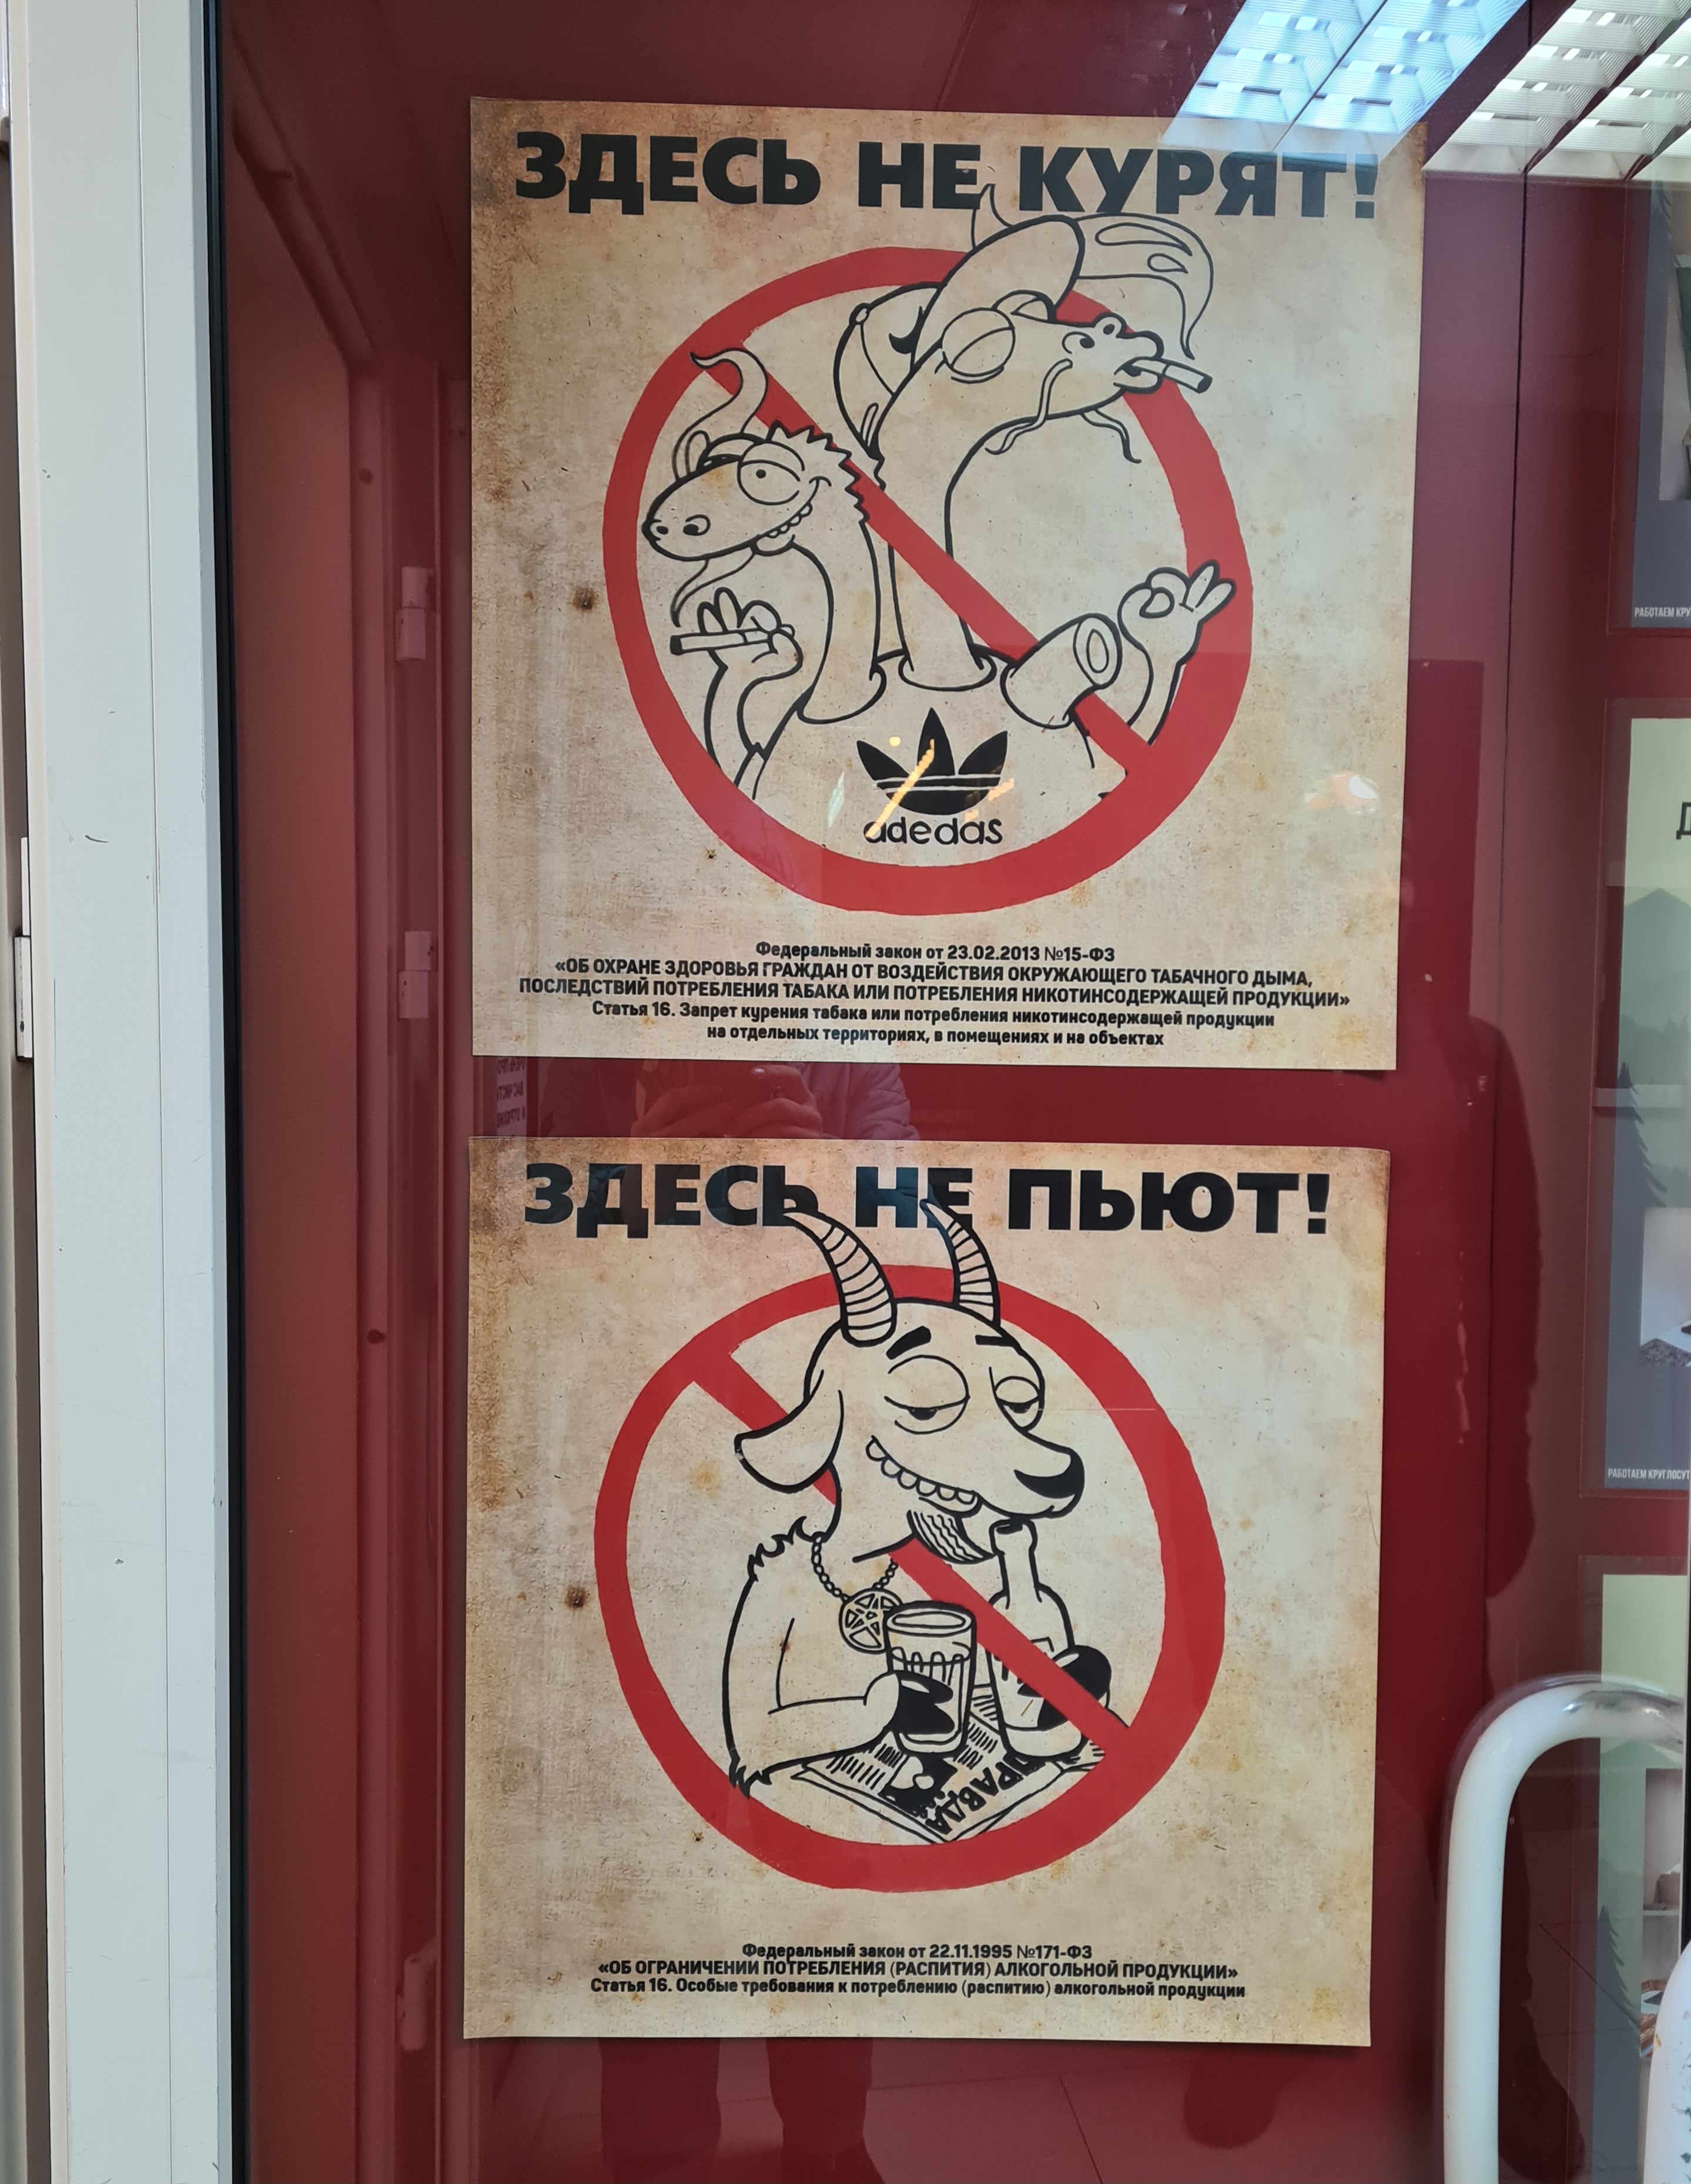 ЗДЕСЬ НЕ КУРЯТ!
adedas
Федеральный закон от 23.02.2013 №15-ФЗ
«ОБ ОХРАНЕ ЗДОРОВЬЯ ГРАЖДАН ОТ ВОЗДЕЙСТВИЯ ОКРУЖАЮЩЕГО ТАБАЧНОГО ДЫМА,
ПОСЛЕДСТВИЙ ПОТРЕБЛЕНИЯ ТАБАКА ИЛИ ПОТРЕБЛЕНИЯ НИКОТИНСОДЕРЖАЩЕЙ ПРОДУКЦИИ»
Статья 16. Запрет курения табака или потребления никотинсодержащей продукции
на отдельных территориях, в помещениях и на объектах
ЗДЕСЬ НЕ ПЬЮТ!
ПРАВДА
Федеральный закон от 22.11.1995 №171-ФЗ
«ОБ ОГРАНИЧЕНИИ ПОТРЕБЛЕНИЯ (РАСПИТИЯ) АЛКОГОЛЬНОЙ ПРОДУКЦИИ»
Статья 16. Особые требования к потреблению (распитию) алкогольной продукции
РАБОТАЕМ
РАБОТАЕМ